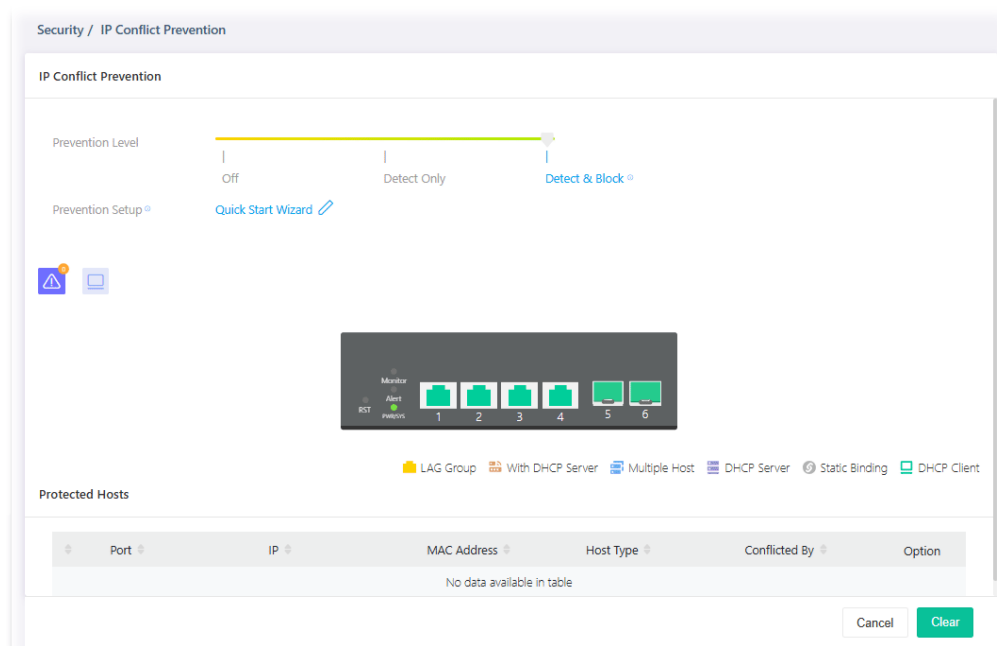 Security / IP Conflict Prevention
IP Conflict Prevention
Prevention Level
Off Detect Only Detect & Block
Prevention Setup Quick Start Wizard
Monitor
Alert
RST PWR/SYS
1 2 3 4 5 6
LAG Group With DHCP Server Multiple Host DHCP Server Static Binding DHCP Client
Protected Hosts
Port IP MAC Address Host Type Conflicted By Option
No data available in table
Cancel Clear